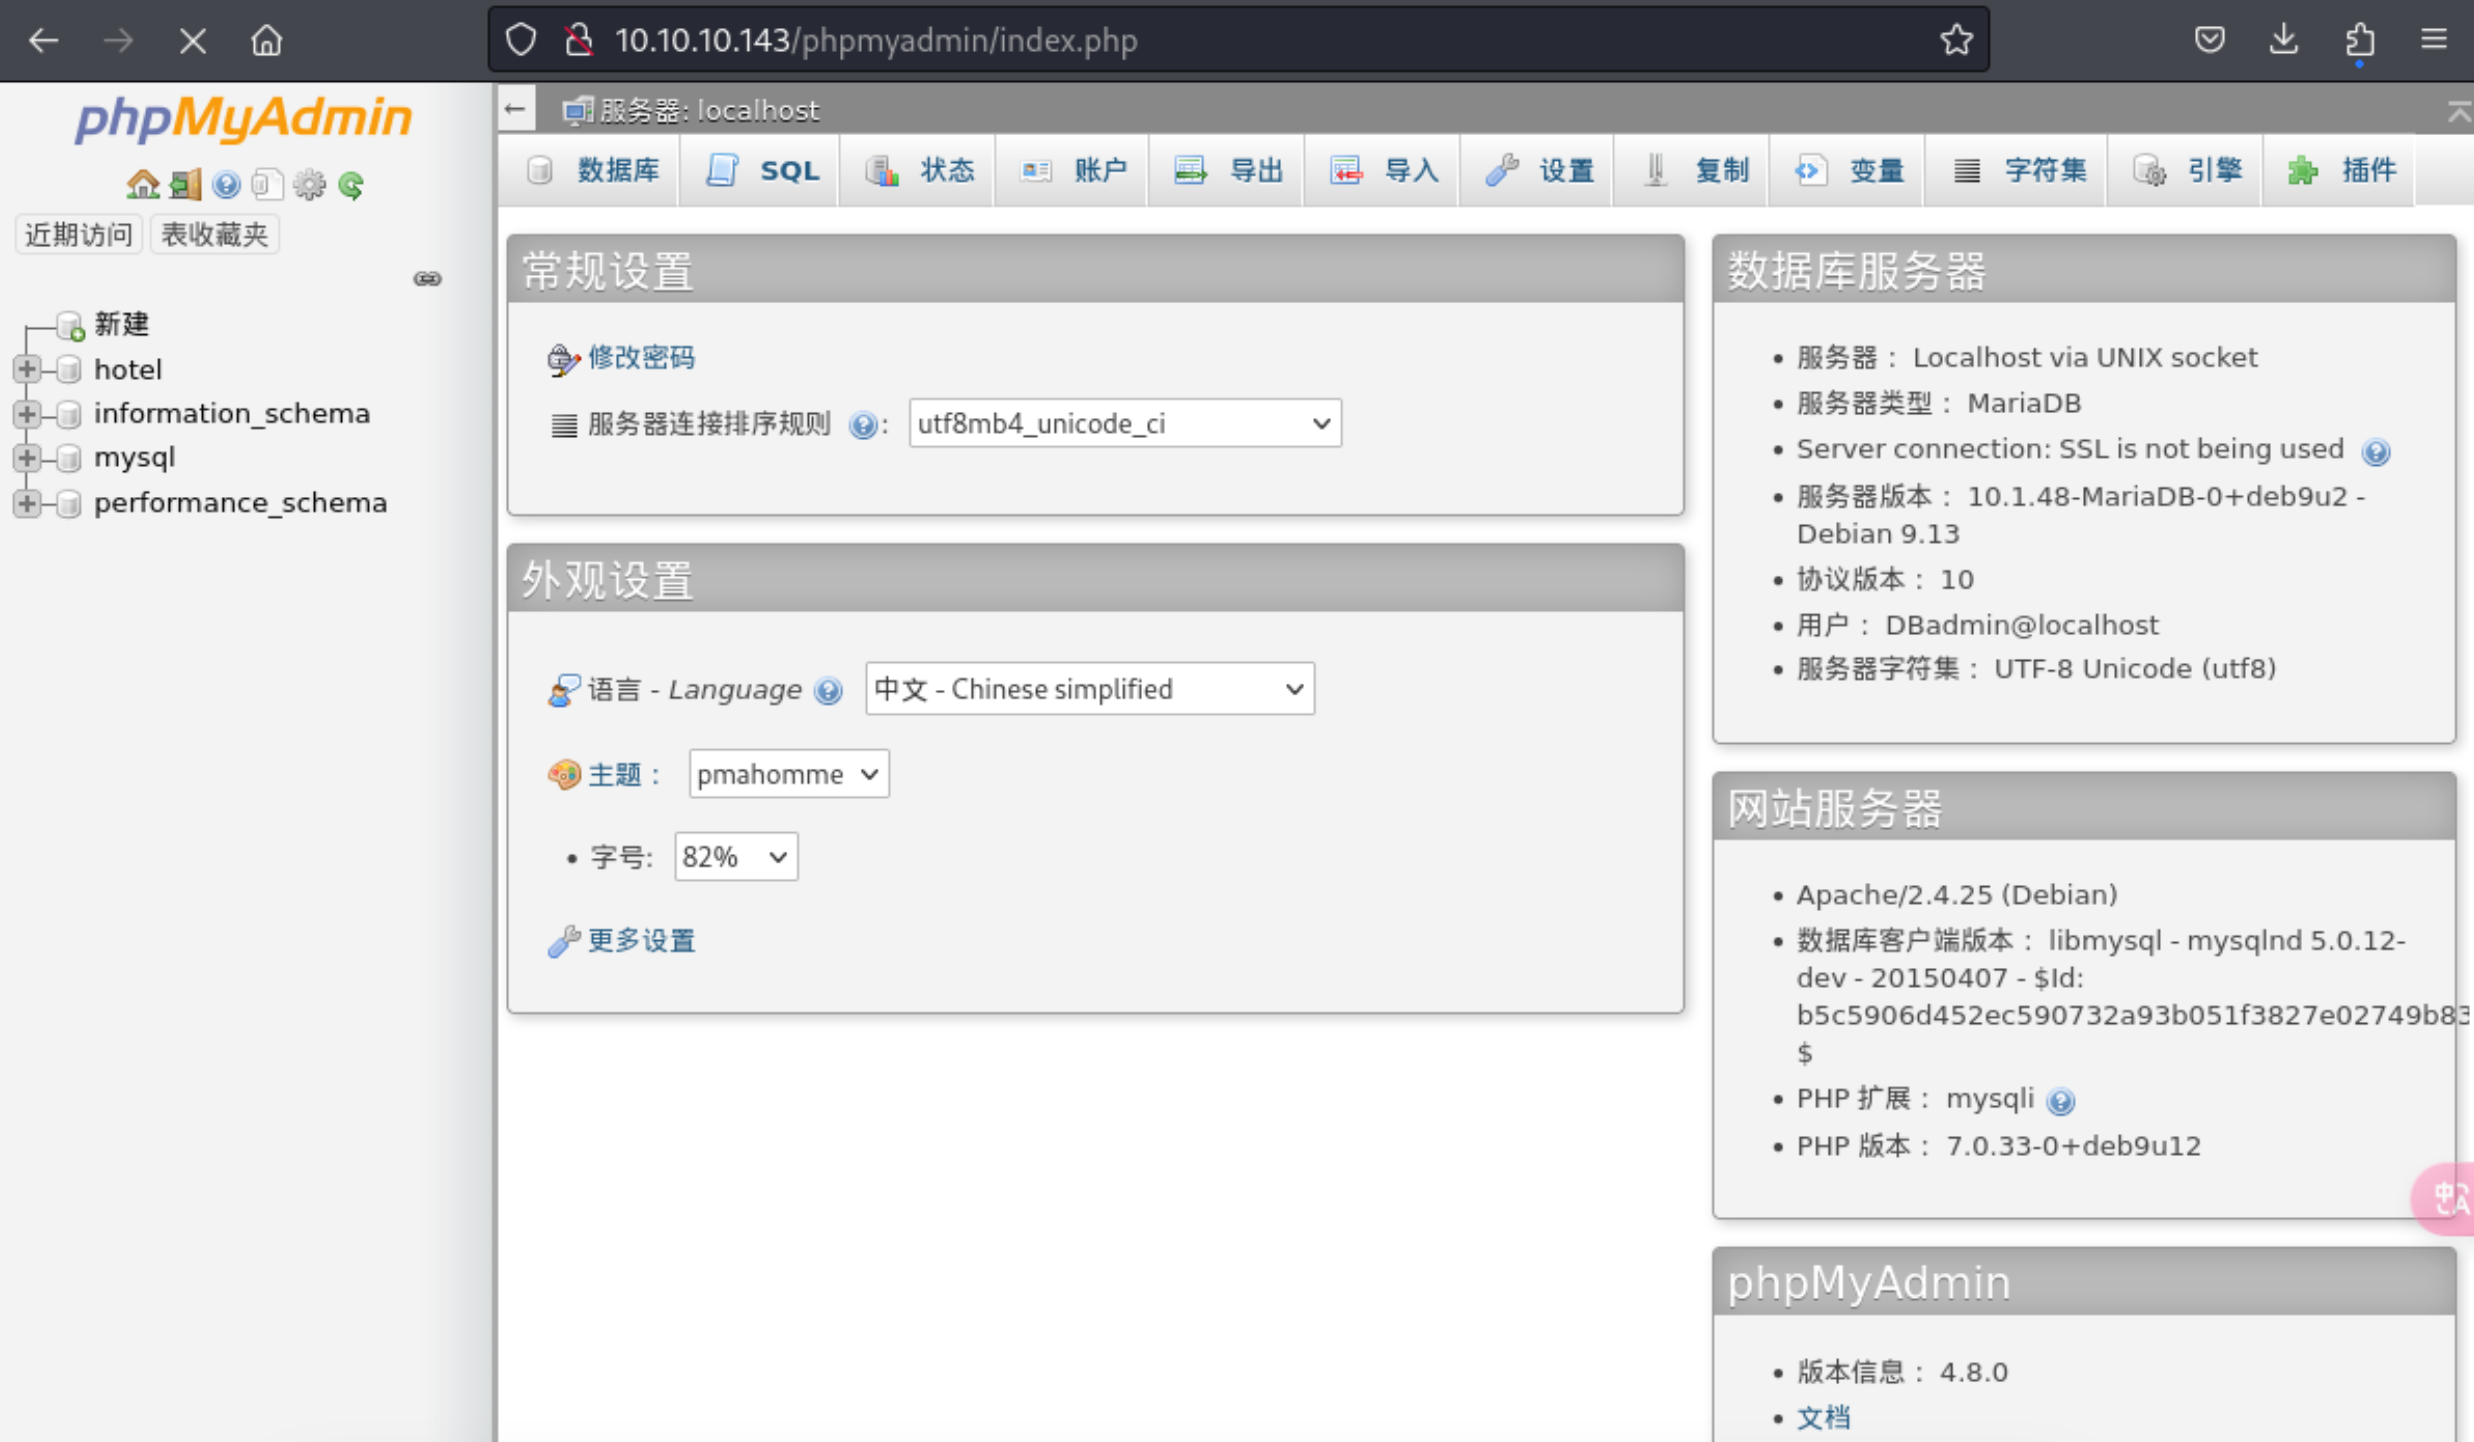 10.10.10.143/phpmyadmin/index.php
phpMyAdmin
近期访问 表收藏夹
新建
hotel
information_schema
mysql
performance_schema
服务器: localhost
数据库 SQL 状态 账户 导出 导入 设置 复制 变量 字符集 引擎 插件
常规设置
修改密码
服务器连接排序规则 : utf8mb4_unicode_ci
外观设置
语言 - Language 中文 - Chinese simplified
主题： pmahomme
• 字号: 82%
更多设置
数据库服务器
• 服务器： Localhost via UNIX socket
• 服务器类型： MariaDB
• Server connection: SSL is not being used
• 服务器版本： 10.1.48-MariaDB-0+deb9u2 -
Debian 9.13
• 协议版本： 10
• 用户： DBadmin@localhost
• 服务器字符集： UTF-8 Unicode (utf8)
网站服务器
• Apache/2.4.25 (Debian)
• 数据库客户端版本： libmysql - mysqlnd 5.0.12-
dev - 20150407 - $Id:
b5c5906d452ec590732a93b051f3827e02749b83
$
• PHP 扩展： mysqli
• PHP 版本： 7.0.33-0+deb9u12
中A
phpMyAdmin
• 版本信息： 4.8.0
• 文档